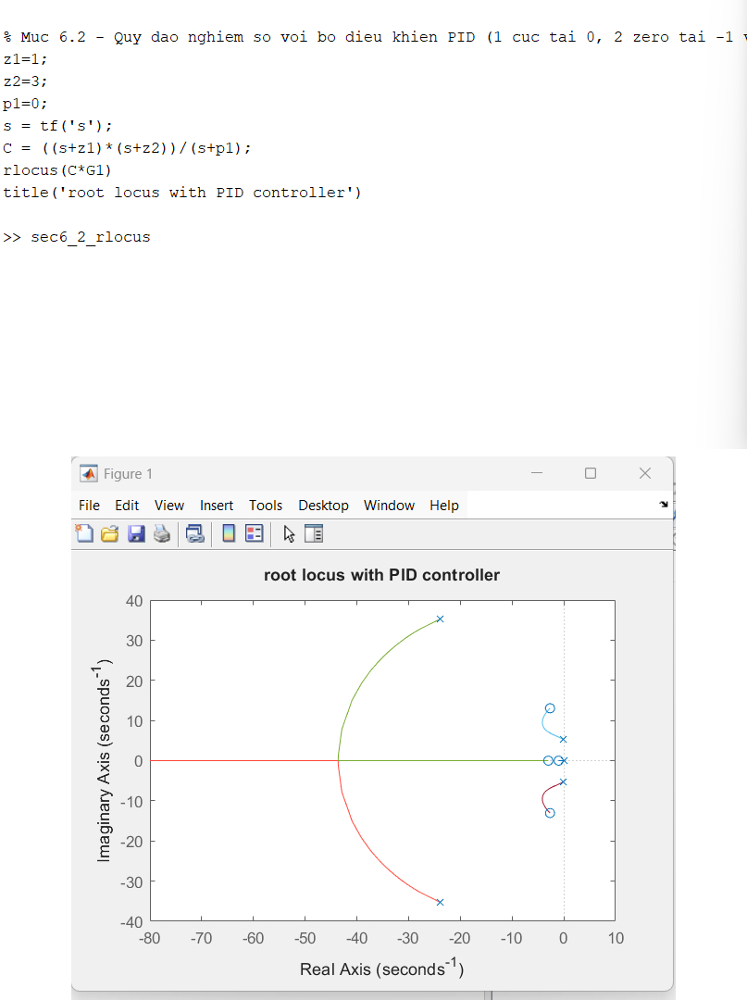 % Muc 6.2 - Quy dao nghiem so voi bo dieu khien PID (1 cuc tai 0, 2 zero tai -1
z1=1;
z2=3;
p1=0;
s = tf('s');
C = ((s+z1)*(s+z2))/(s+p1);
rlocus(C*G1)
title('root locus with PID controller')
>> sec6_2_rlocus
Figure 1
File Edit View Insert Tools Desktop Window Help
root locus with PID controller
40
30
20
10
0
-10
-20
-30
-40
Imaginary Axis (seconds⁻¹)
-80 -70 -60 -50 -40 -30 -20 -10 0 10
Real Axis (seconds⁻¹)